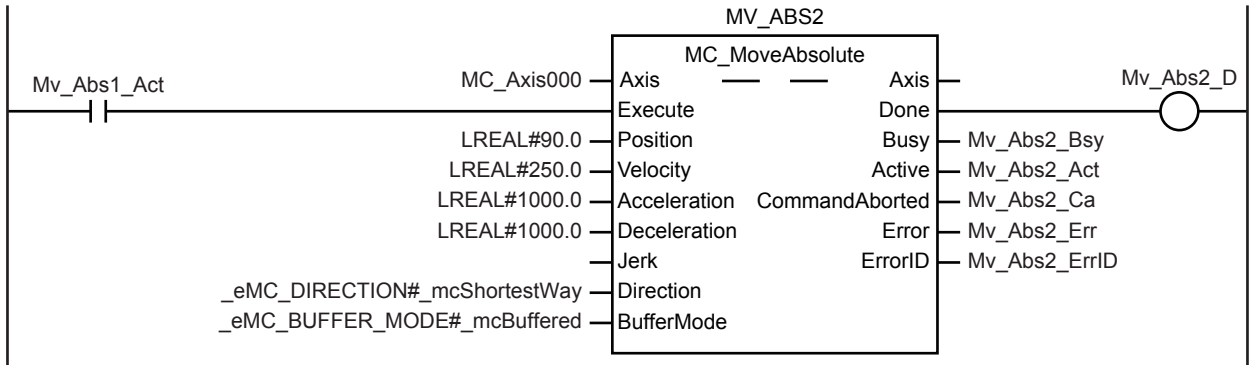 MV_ABS2
MC_MoveAbsolute
Mv_Abs1_Act MC_Axis000 Axis Axis Mv_Abs2_D
Execute Done
LREAL#90.0 Position Busy Mv_Abs2_Bsy
LREAL#250.0 Velocity Active Mv_Abs2_Act
LREAL#1000.0 Acceleration CommandAborted Mv_Abs2_Ca
LREAL#1000.0 Deceleration Error Mv_Abs2_Err
Jerk ErrorID Mv_Abs2_ErrID
_eMC_DIRECTION#_mcShortestWay Direction
_eMC_BUFFER_MODE#_mcBuffered BufferMode